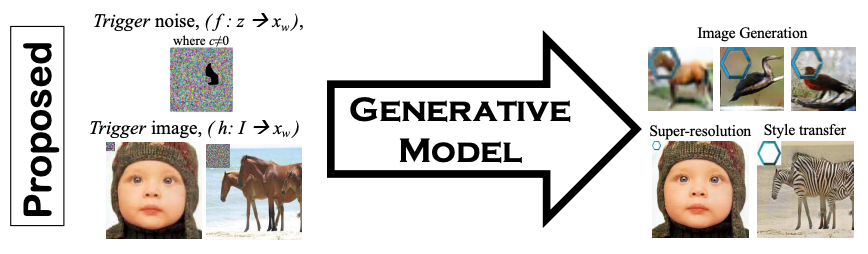 Proposed
Trigger noise, ( f : z → x_w),
where c≠0
Trigger image, ( h: I → x_w)
GENERATIVE
MODEL
Image Generation
Super-resolution
Style transfer